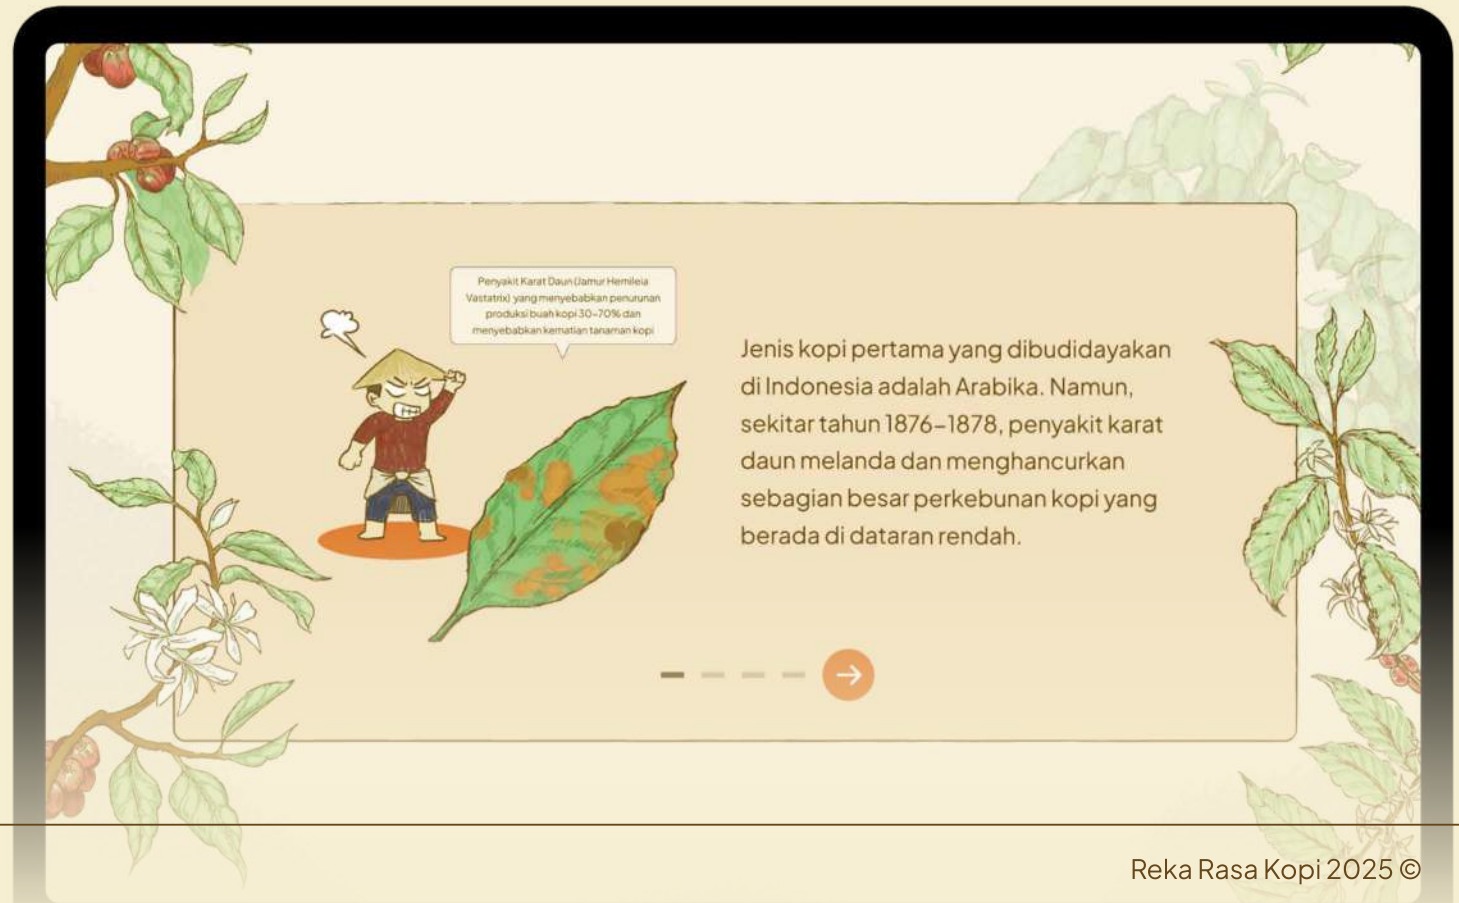 Penyakit Karat Daun (Jamur Hemileia
Vastatrix) yang menyebabkan penurunan
produksi buah kopi 30-70% dan
menyebabkan kematian tanaman kopi
Jenis kopi pertama yang dibudidayakan
di Indonesia adalah Arabika. Namun,
sekitar tahun 1876–1878, penyakit karat
daun melanda dan menghancurkan
sebagian besar perkebunan kopi yang
berada di dataran rendah.
Reka Rasa Kopi 2025 ©